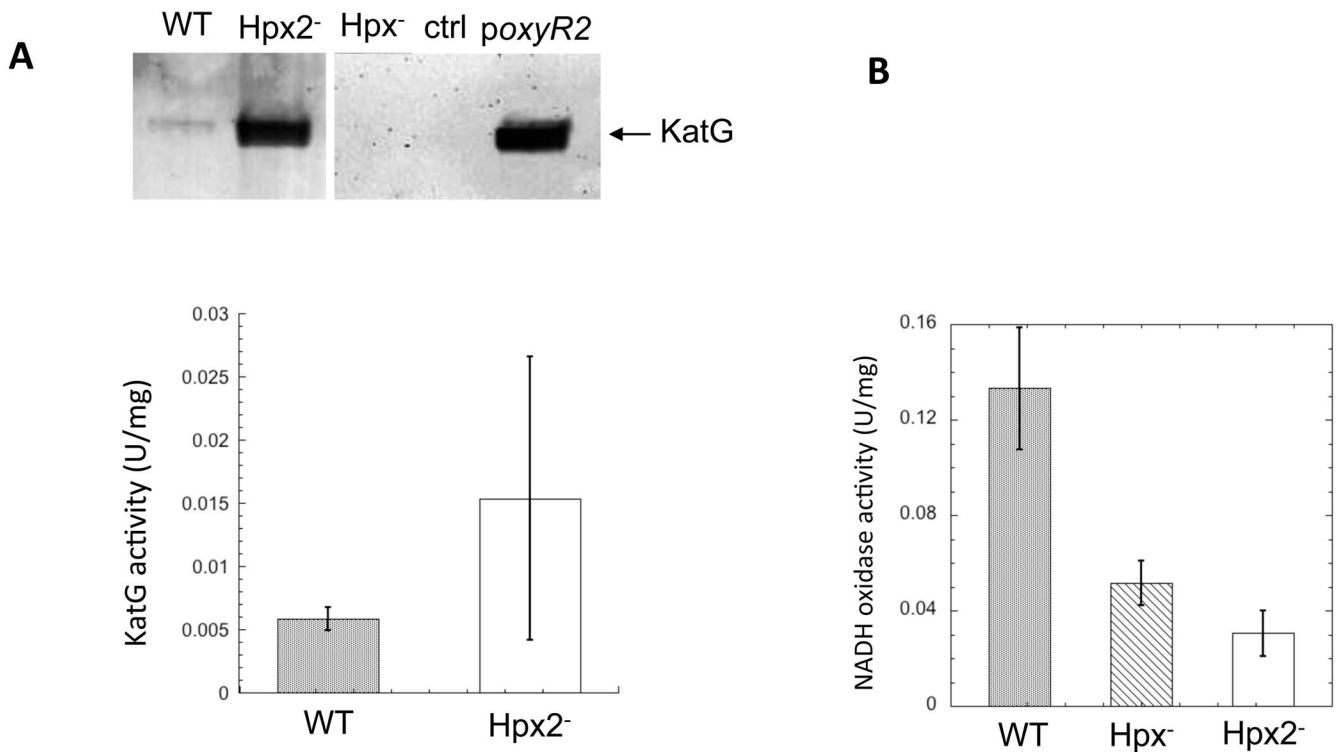 A
WT Hpx2⁻ Hpx⁻ ctrl poxyR2
KatG
KatG activity (U/mg)
0.03
0.025
0.02
0.015
0.01
0.005
0
WT Hpx2⁻
B
NADH oxidase activity (U/mg)
0.16
0.12
0.08
0.04
0
WT Hpx⁻ Hpx2⁻